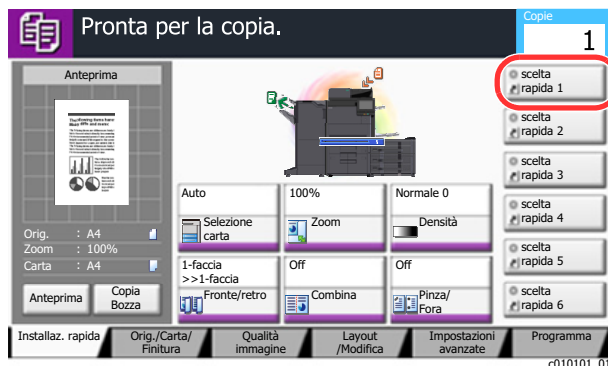 Pronta per la copia.
Copie
1
Anteprima
Orig. : A4
Zoom : 100%
Carta : A4
Anteprima
Copia
Bozza
1
Auto
Selezione
carta
100%
Zoom
Normale 0
Densità
1-faccia
>>1-faccia
Fronte/retro
Off
Combina
Off
Pinza/
Fora
scelta
rapida 1
scelta
rapida 2
scelta
rapida 3
scelta
rapida 4
scelta
rapida 5
scelta
rapida 6
Installaz. rapida
Orig./Carta/
Finitura
Qualità
immagine
Layout
/Modifica
Impostazioni
avanzate
Programma
c010101_01